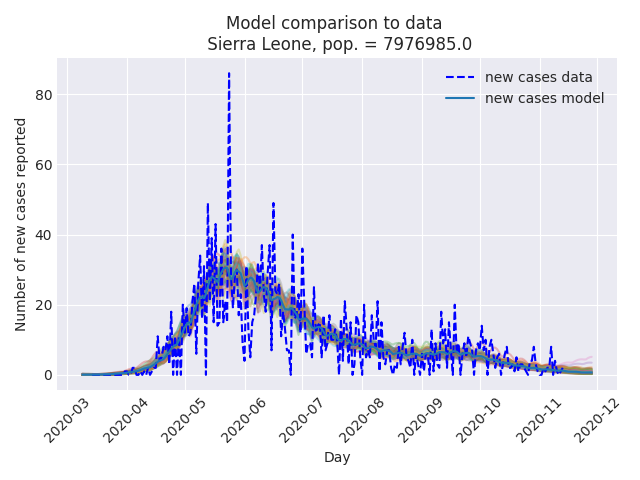 Model comparison to data
Sierra Leone, pop. = 7976985.0
new cases data
new cases model
Number of new cases reported
80
60
40
20
0
2020-03
2020-04
2020-05
2020-06
2020-07
2020-08
2020-09
2020-10
2020-11
2020-12
Day